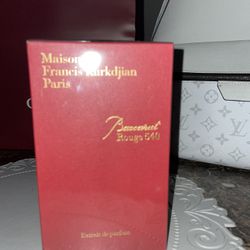 Maison
Francis Kurkdjian
Paris
Baccarat
Rouge 540
Extrait de parfum